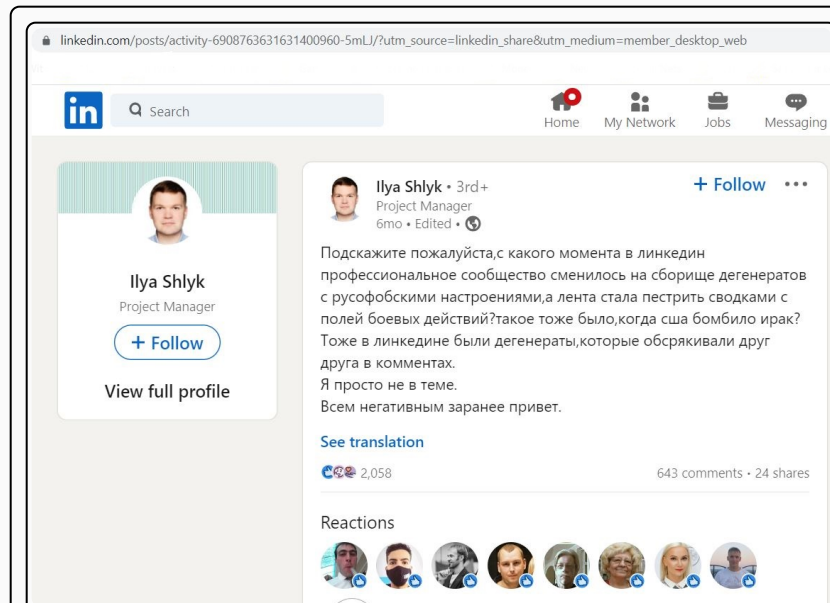 linkedin.com/posts/activity-6908763631631400960-5mLJ/?utm_source=linkedin_share&utm_medium=member_desktop_web
in
Search
Home
My Network
Jobs
Messaging
Ilya Shlyk
Project Manager
+ Follow
View full profile
Ilya Shlyk • 3rd+
+ Follow
Project Manager
6mo • Edited •
Подскажите пожалуйста,с какого момента в линкедин
профессиональное сообщество сменилось на сборище дегенератов
с русофобскими настроениями,а лента стала пестрить сводками с
полей боевых действий?такое тоже было,когда сша бомбило ирак?
Тоже в линкедине были дегенераты,которые обсрякивали друг
друга в комментах.
Я просто не в теме.
Всем негативным заранее привет.
See translation
2,058
643 comments • 24 shares
Reactions